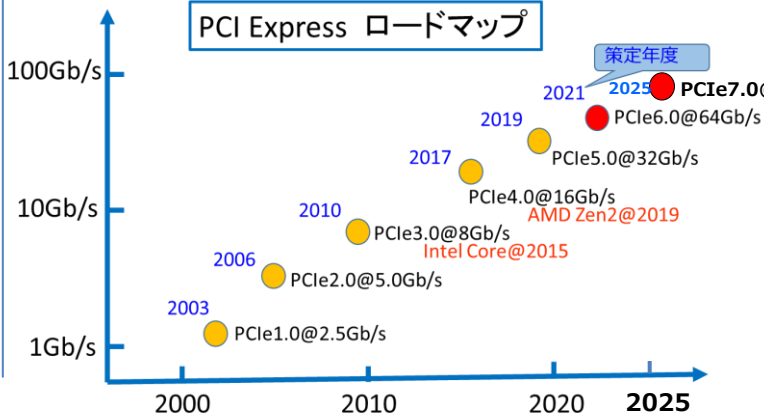 PCI Express ロードマップ
100Gb/s
策定年度
2025
PCIe7.0@
2021
PCIe6.0@64Gb/s
2019
PCIe5.0@32Gb/s
2017
PCIe4.0@16Gb/s
AMD Zen2@2019
10Gb/s
2010
PCIe3.0@8Gb/s
Intel Core@2015
2006
PCIe2.0@5.0Gb/s
2003
PCIe1.0@2.5Gb/s
1Gb/s
2000
2010
2020
2025